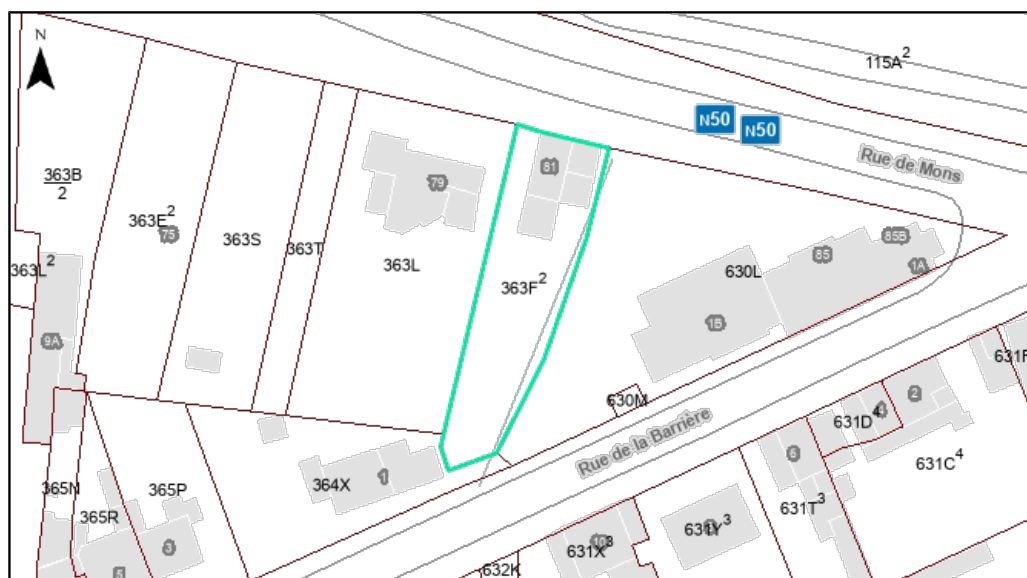 N
115A²
N50
N50
Rue de Mons
363B
2
79
81
363E²
75
363S
363T
363L
363F²
363L²
630L
85
85B
1A
1B
9A
630M
Rue de la Barrière
631F
2
4
631D⁴
6
631C⁴
365N
365P
365R
364X
1
3
5
631T³
631Y³
631X³
632K